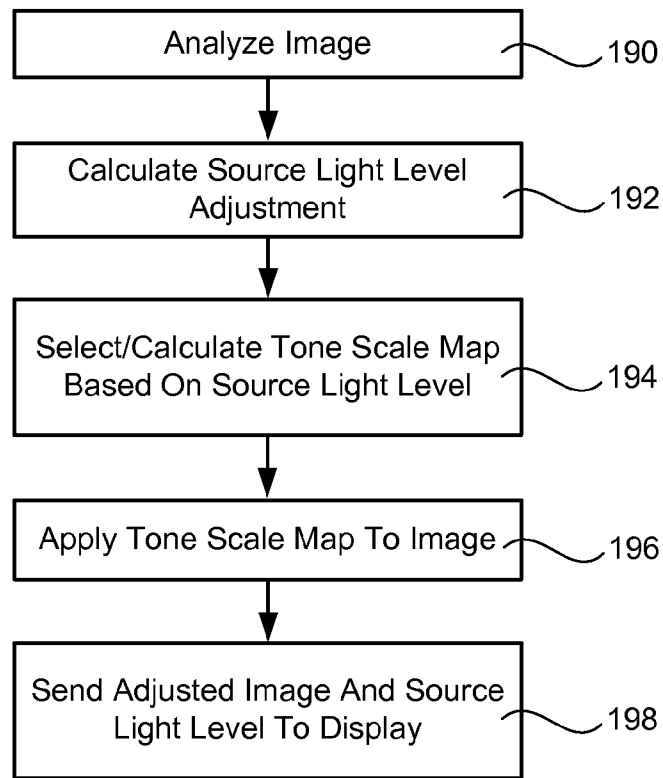 Analyze Image
190
Calculate Source Light Level
Adjustment
192
Select/Calculate Tone Scale Map
Based On Source Light Level
194
Apply Tone Scale Map To Image
196
Send Adjusted Image And Source
Light Level To Display
198